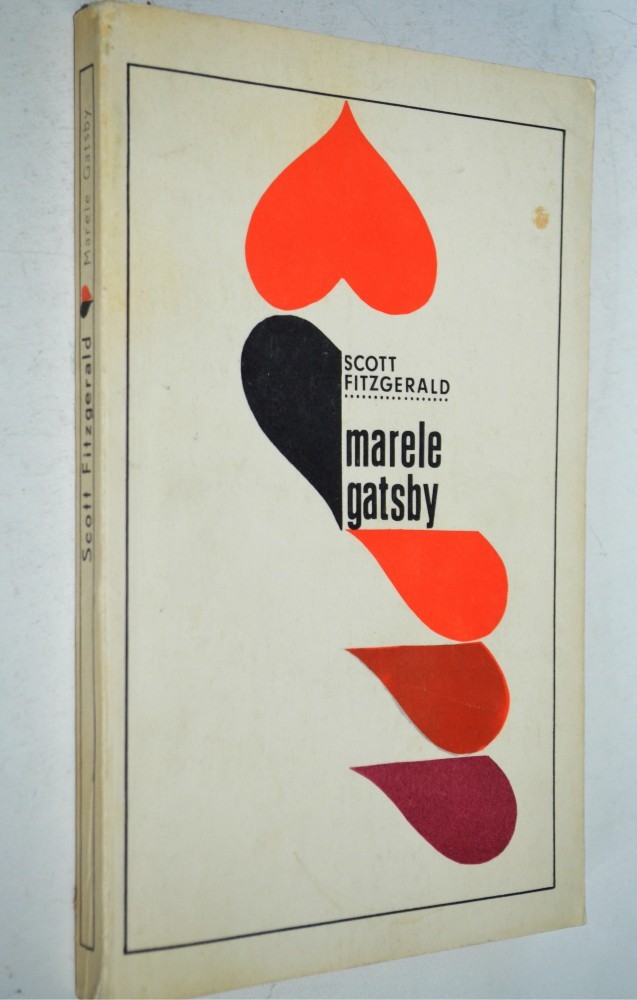 Scott Fitzgerald Marele Gatsby
SCOTT
FITZGERALD
marele
gatsby